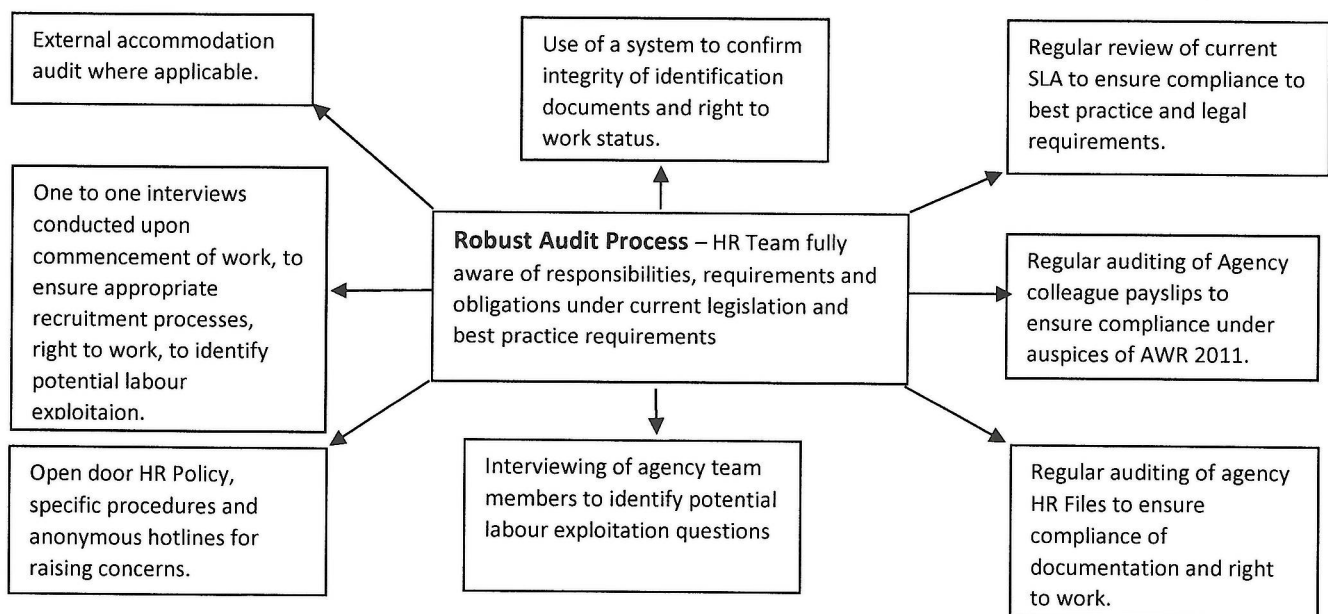 External accommodation
audit where applicable.
Use of a system to confirm
integrity of identification
documents and right to
work status.
Regular review of current
SLA to ensure compliance to
best practice and legal
requirements.
One to one interviews
conducted upon
commencement of work, to
ensure appropriate
recruitment processes,
right to work, to identify
potential labour
exploitaion.
Robust Audit Process – HR Team fully
aware of responsibilities, requirements and
obligations under current legislation and
best practice requirements
Regular auditing of Agency
colleague payslips to
ensure compliance under
auspices of AWR 2011.
Open door HR Policy,
specific procedures and
anonymous hotlines for
raising concerns.
Interviewing of agency team
members to identify potential
labour exploitation questions
Regular auditing of agency
HR Files to ensure
compliance of
documentation and right
to work.